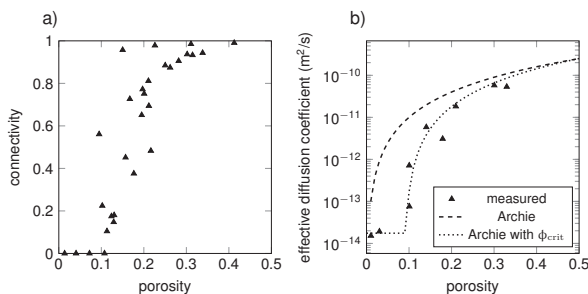 a)
connectivity
1
0.8
0.6
0.4
0.2
0
0 0.1 0.2 0.3 0.4 0.5
porosity
b)
effective diffusion coefficient (m²/s)
10⁻¹⁰
10⁻¹¹
10⁻¹²
10⁻¹³
10⁻¹⁴
measured
Archie
Archie with ϕcrit
0 0.1 0.2 0.3 0.4 0.5
porosity